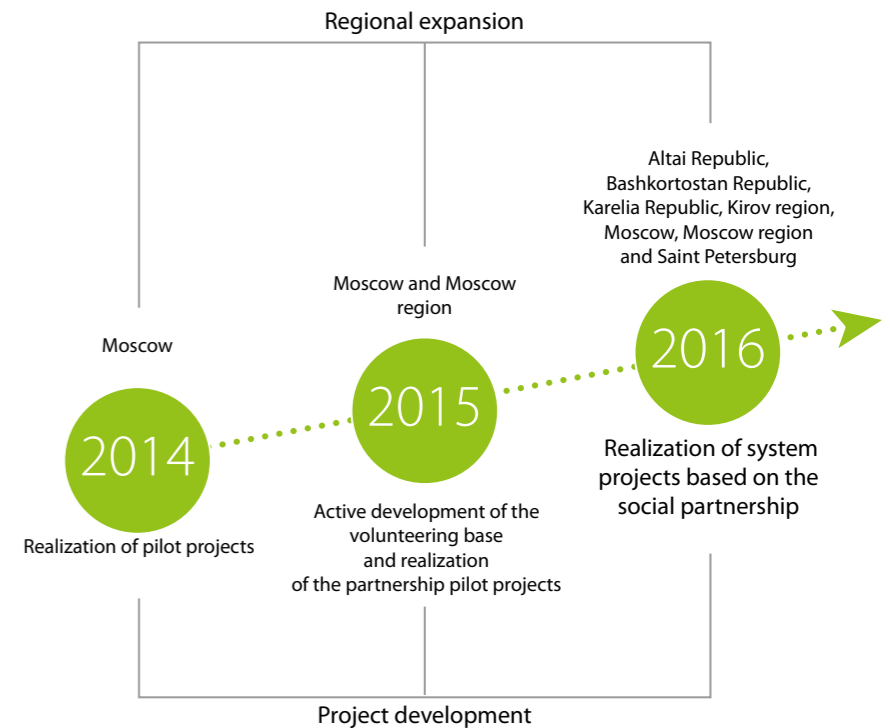 Regional expansion
Altai Republic,
Bashkortostan Republic,
Karelia Republic, Kirov region,
Moscow, Moscow region
and Saint Petersburg
Moscow and Moscow
region
Moscow
2016
2015
2014
Realization of system
projects based on the
social partnership
Active development of the
volunteering base
and realization
of the partnership pilot projects
Realization of pilot projects
Project development